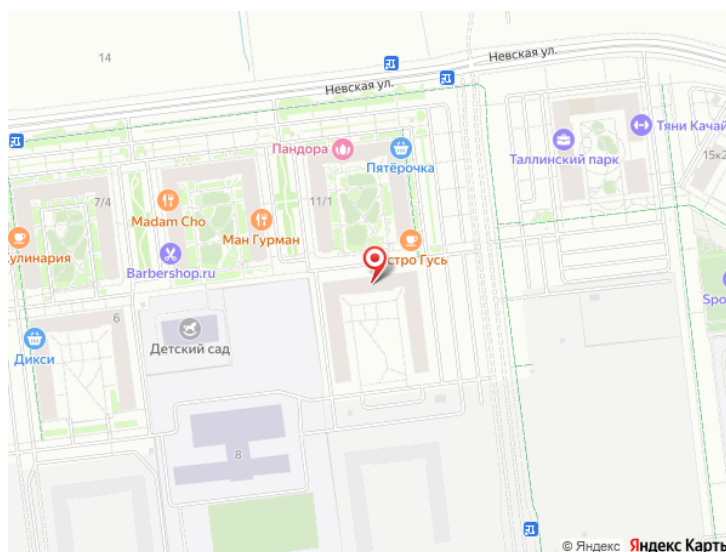 14
Невская ул.
Невская ул.
Пандора
Пятёрочка
Тяни Качай
Таллинский парк
15к2
7/4
11/1
Madam Cho
Ман Гурман
Кулинария
Barbershop.ru
стро Гусь
Spo
6
Детский сад
Дикси
8
© Яндекс Яндекс Карты